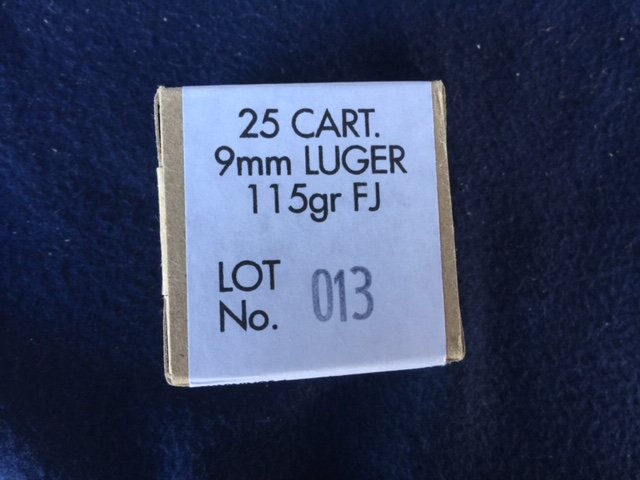 25 CART.
9mm LUGER
115gr FJ
LOT
No. 013